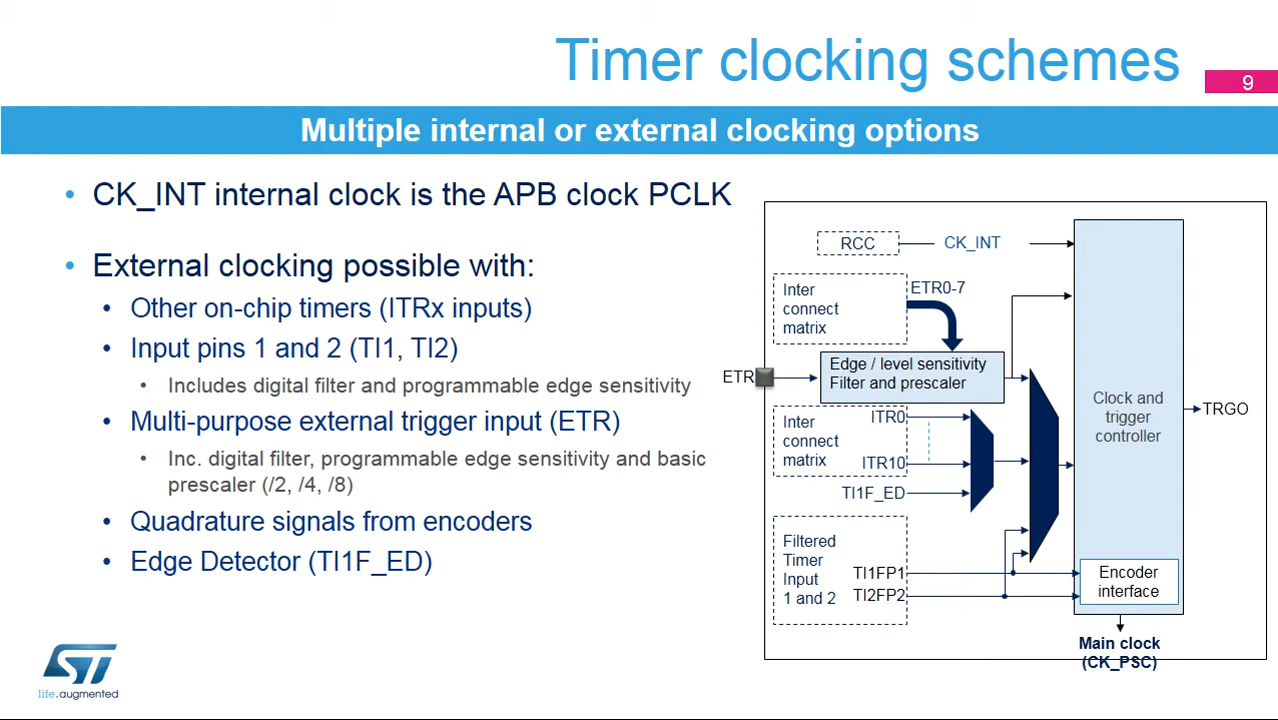 Timer clocking schemes
9
Multiple internal or external clocking options
• CK_INT internal clock is the APB clock PCLK
• External clocking possible with:
• Other on-chip timers (ITRx inputs)
• Input pins 1 and 2 (TI1, TI2)
• Includes digital filter and programmable edge sensitivity
• Multi-purpose external trigger input (ETR)
• Inc. digital filter, programmable edge sensitivity and basic
prescaler (/2, /4, /8)
• Quadrature signals from encoders
• Edge Detector (TI1F_ED)
RCC
CK_INT
Inter
connect
matrix
ETR0-7
ETR
Edge / level sensitivity
Filter and prescaler
Inter
connect
matrix
ITR0
ITR10
TI1F_ED
Filtered
Timer
Input
1 and 2
TI1FP1
TI2FP2
Clock and
trigger
controller
TRGO
Encoder
interface
Main clock
(CK_PSC)
ST
life.augmented